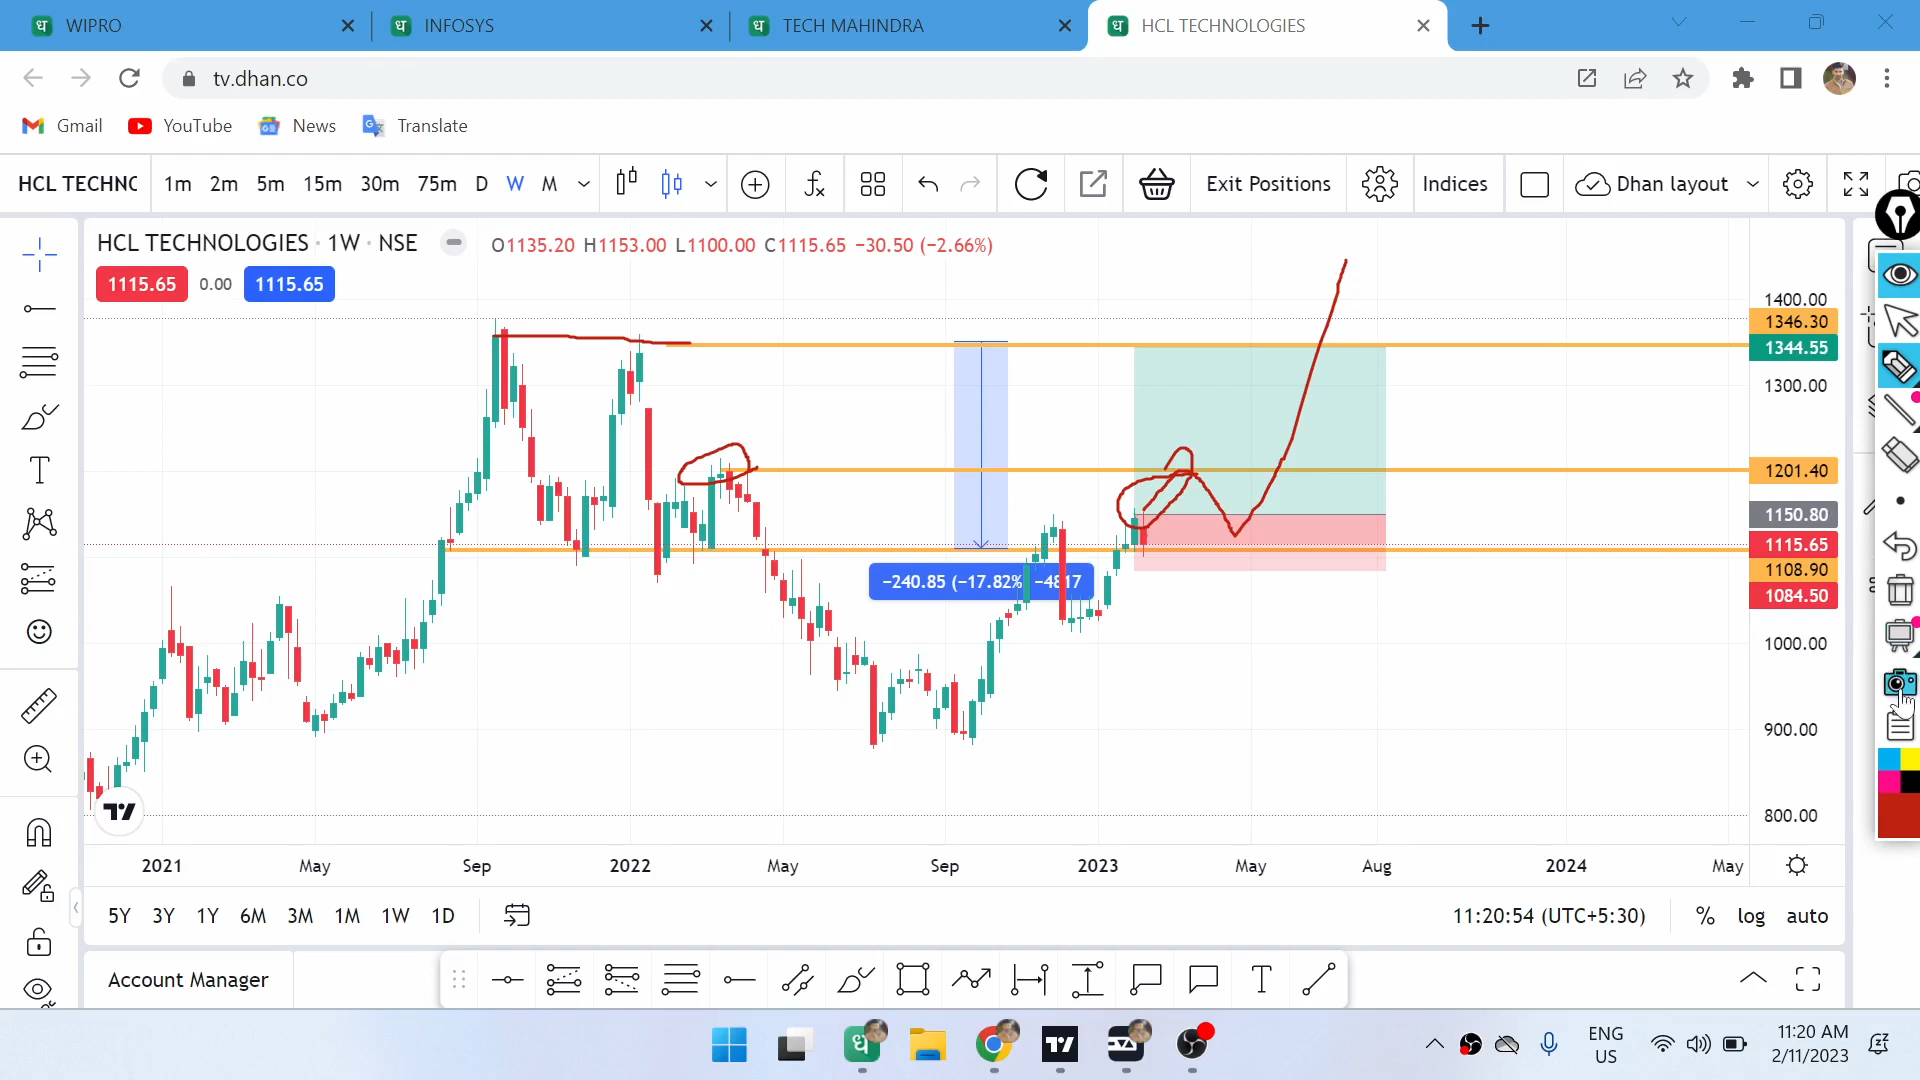 WIPRO
INFOSYS
TECH MAHINDRA
HCL TECHNOLOGIES
tv.dhan.co
Gmail
YouTube
News
Translate
HCL TECHNO
1m 2m 5m 15m 30m 75m D W M
Exit Positions
Indices
Dhan layout
HCL TECHNOLOGIES · 1W · NSE
O1135.20 H1153.00 L1100.00 C1115.65 −30.50 (−2.66%)
1115.65 0.00 1115.65
1400.00
1346.30
1344.55
1300.00
1201.40
1150.80
1115.65
1108.90
1084.50
1000.00
900.00
800.00
−240.85 (−17.82%
−4817
2021 May Sep 2022 May Sep 2023 May Aug 2024 May
5Y 3Y 1Y 6M 3M 1M 1W 1D
11:20:54 (UTC+5:30)
% log auto
Account Manager
ENG
US
11:20 AM
2/11/2023